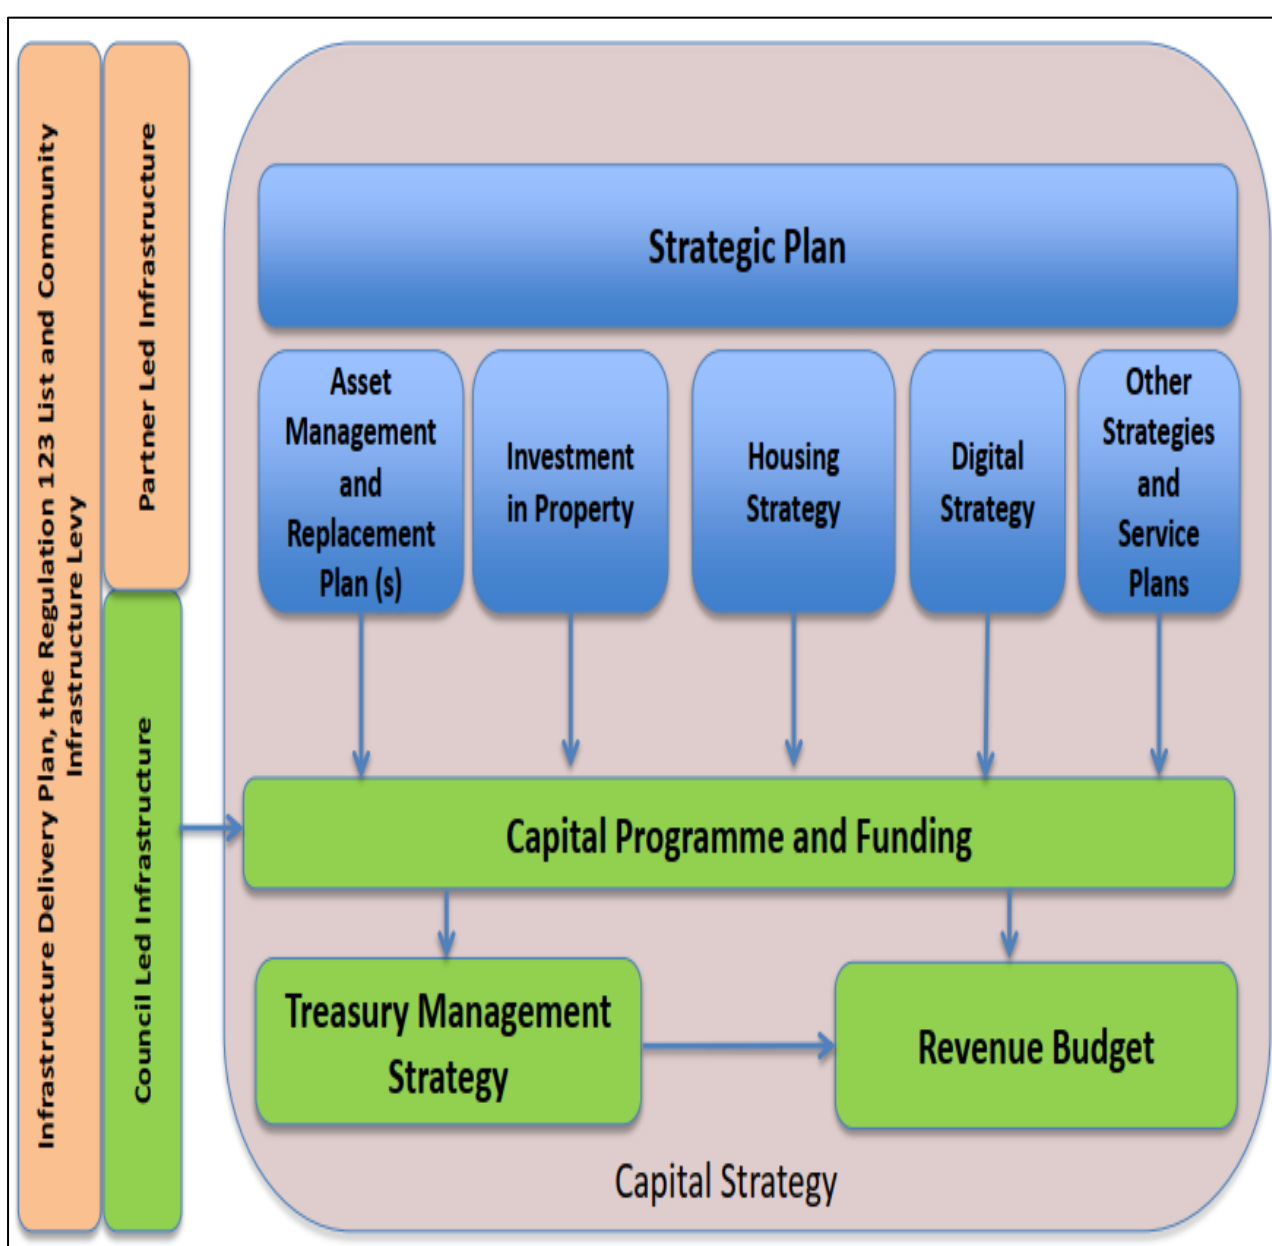 Infrastructure Delivery Plan, the Regulation 123 List and Community
Infrastructure Levy
Partner Led Infrastructure
Council Led Infrastructure
Strategic Plan
Asset
Management
and
Replacement
Plan (s)
Investment
in Property
Housing
Strategy
Digital
Strategy
Other
Strategies
and
Service
Plans
Capital Programme and Funding
Treasury Management
Strategy
Revenue Budget
Capital Strategy